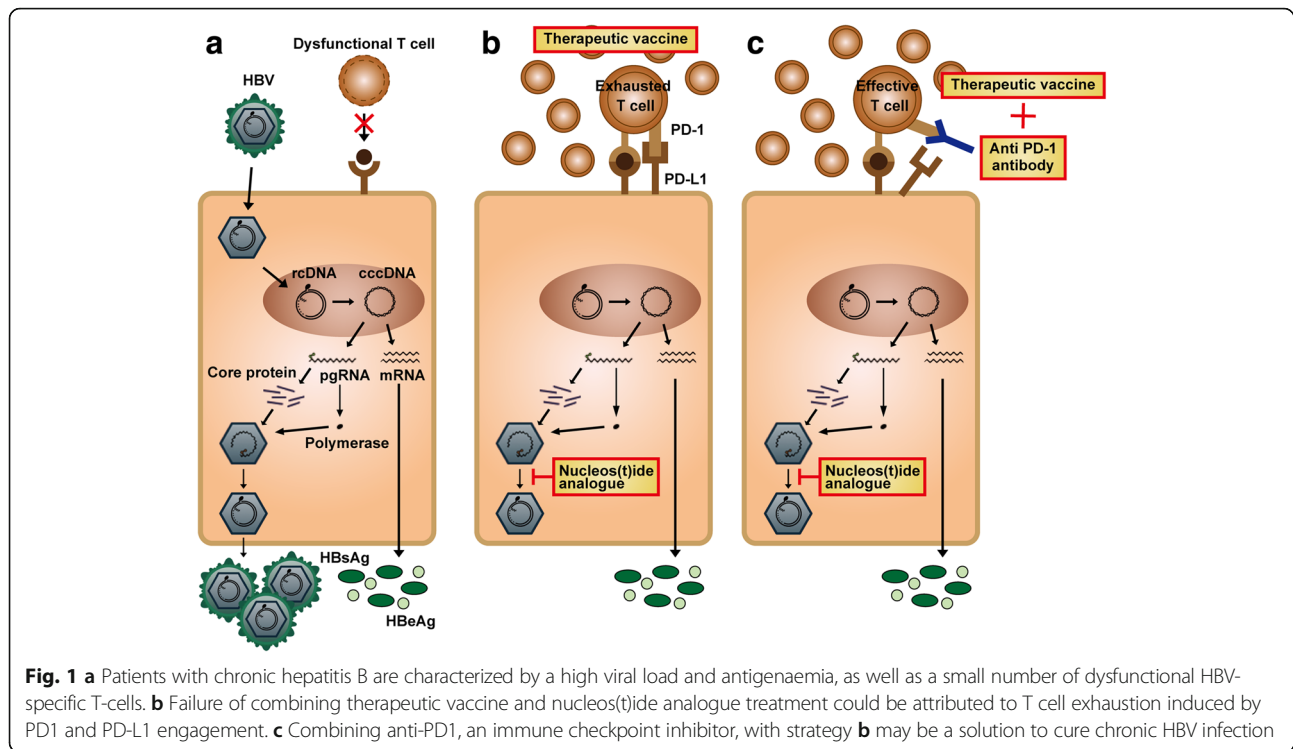 a
Dysfunctional T cell
HBV
rcDNA
cccDNA
Core protein
pgRNA
mRNA
Polymerase
HBsAg
HBeAg
b
Therapeutic vaccine
Exhausted
T cell
PD-1
PD-L1
Nucleos(t)ide
analogue
c
Effective
T cell
Therapeutic vaccine
+
Anti PD-1
antibody
Nucleos(t)ide
analogue
Fig. 1 a Patients with chronic hepatitis B are characterized by a high viral load and antigenaemia, as well as a small number of dysfunctional HBV-
specific T-cells. b Failure of combining therapeutic vaccine and nucleos(t)ide analogue treatment could be attributed to T cell exhaustion induced by
PD1 and PD-L1 engagement. c Combining anti-PD1, an immune checkpoint inhibitor, with strategy b may be a solution to cure chronic HBV infection